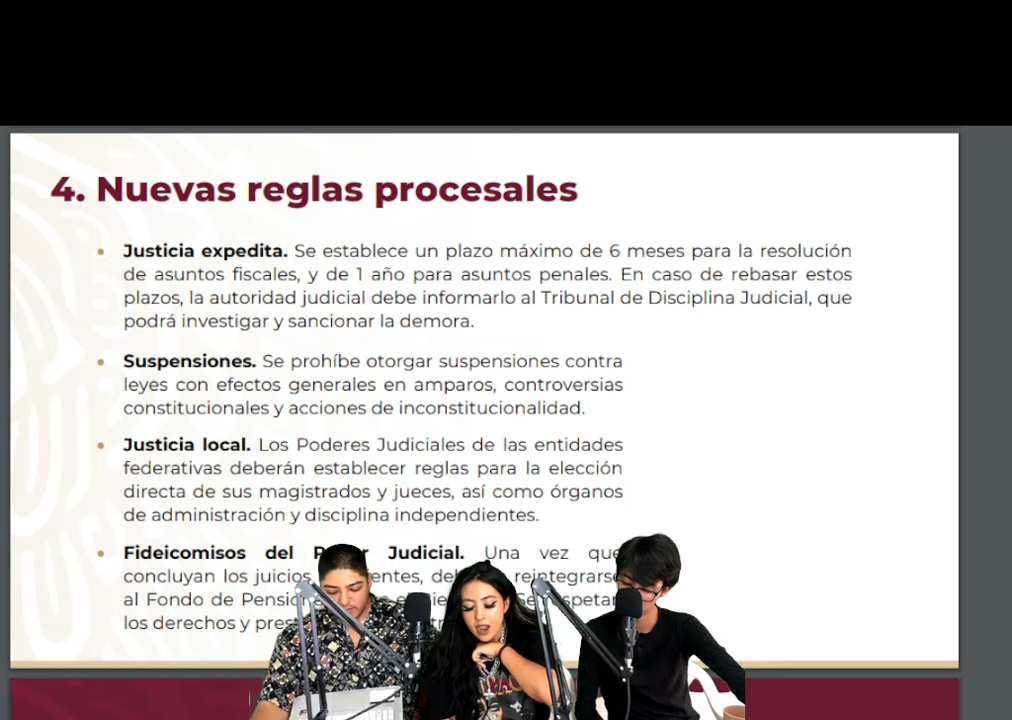 4. Nuevas reglas procesales
• Justicia expedita. Se establece un plazo máximo de 6 meses para la resolución
de asuntos fiscales, y de 1 año para asuntos penales. En caso de rebasar estos
plazos, la autoridad judicial debe informarlo al Tribunal de Disciplina Judicial, que
podrá investigar y sancionar la demora.
• Suspensiones. Se prohíbe otorgar suspensiones contra
leyes con efectos generales en amparos, controversias
constitucionales y acciones de inconstitucionalidad.
• Justicia local. Los Poderes Judiciales de las entidades
federativas deberán establecer reglas para la elección
directa de sus magistrados y jueces, así como órganos
de administración y disciplina independientes.
• Fideicomisos del Judicial. Una vez que
concluyan los juicios reintegrarse
al Fondo de
los derechos y